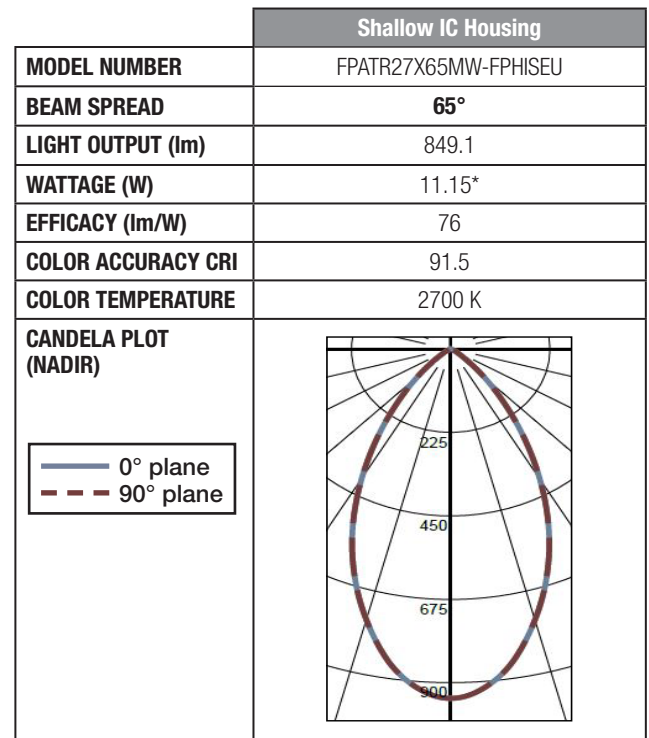 Shallow IC Housing
MODEL NUMBER FPATR27X65MW-FPHISEU
BEAM SPREAD 65°
LIGHT OUTPUT (lm) 849.1
WATTAGE (W) 11.15*
EFFICACY (lm/W) 76
COLOR ACCURACY CRI 91.5
COLOR TEMPERATURE 2700 K
CANDELA PLOT
(NADIR)
0° plane
90° plane
225
450
675
900